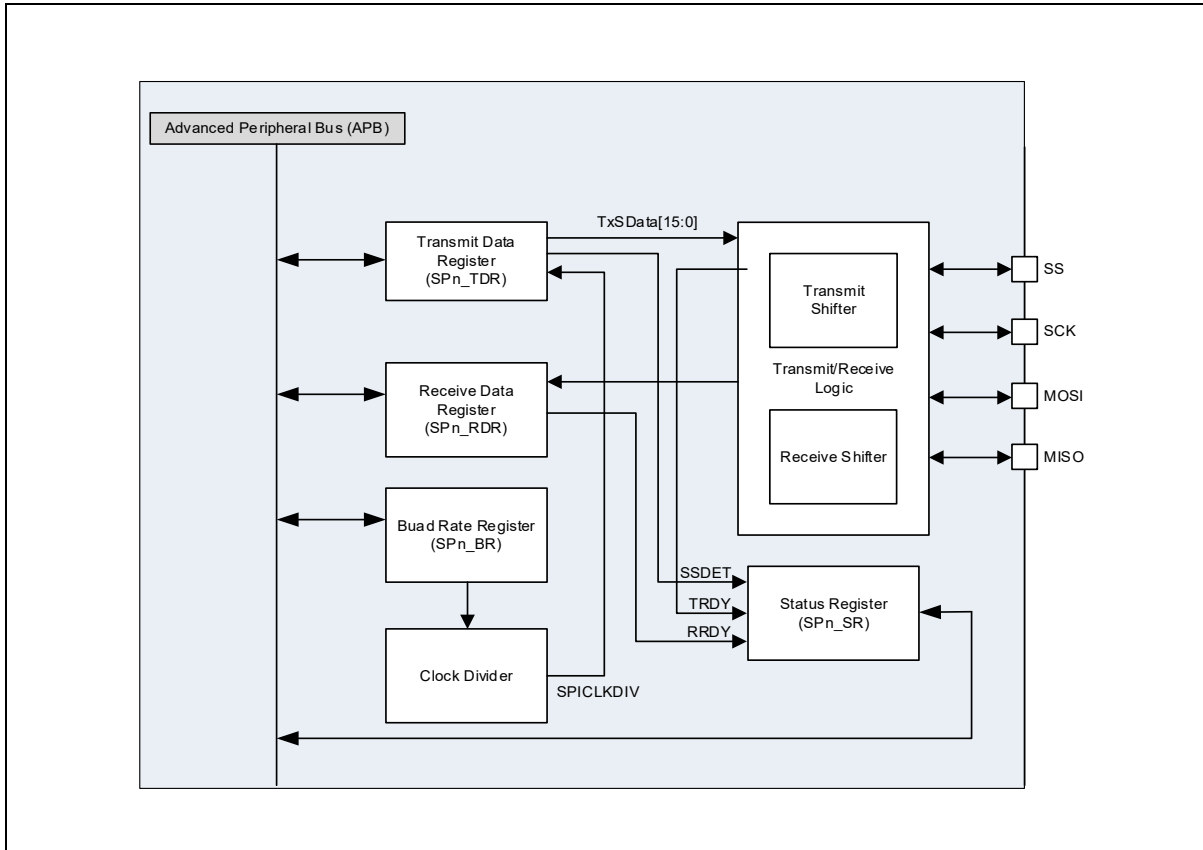 Advanced Peripheral Bus (APB)
TxSData[15:0]
Transmit Data
Register
(SPn_TDR)
Transmit
Shifter
SS
SCK
Transmit/Receive
Logic
Receive Data
Register
(SPn_RDR)
MOSI
Receive Shifter
MISO
Buad Rate Register
(SPn_BR)
SSDET
TRDY
RRDY
Status Register
(SPn_SR)
Clock Divider
SPICLKDIV